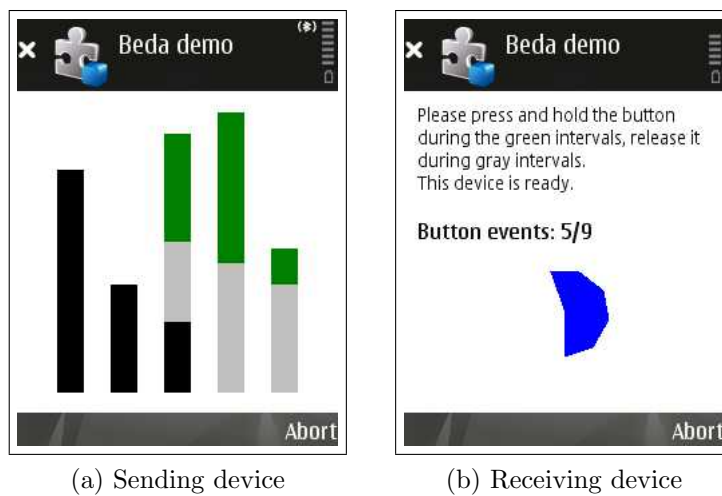 Beda demo
Abort
(a) Sending device
Beda demo
Please press and hold the button
during the green intervals, release it
during gray intervals.
This device is ready.
Button events: 5/9
Abort
(b) Receiving device